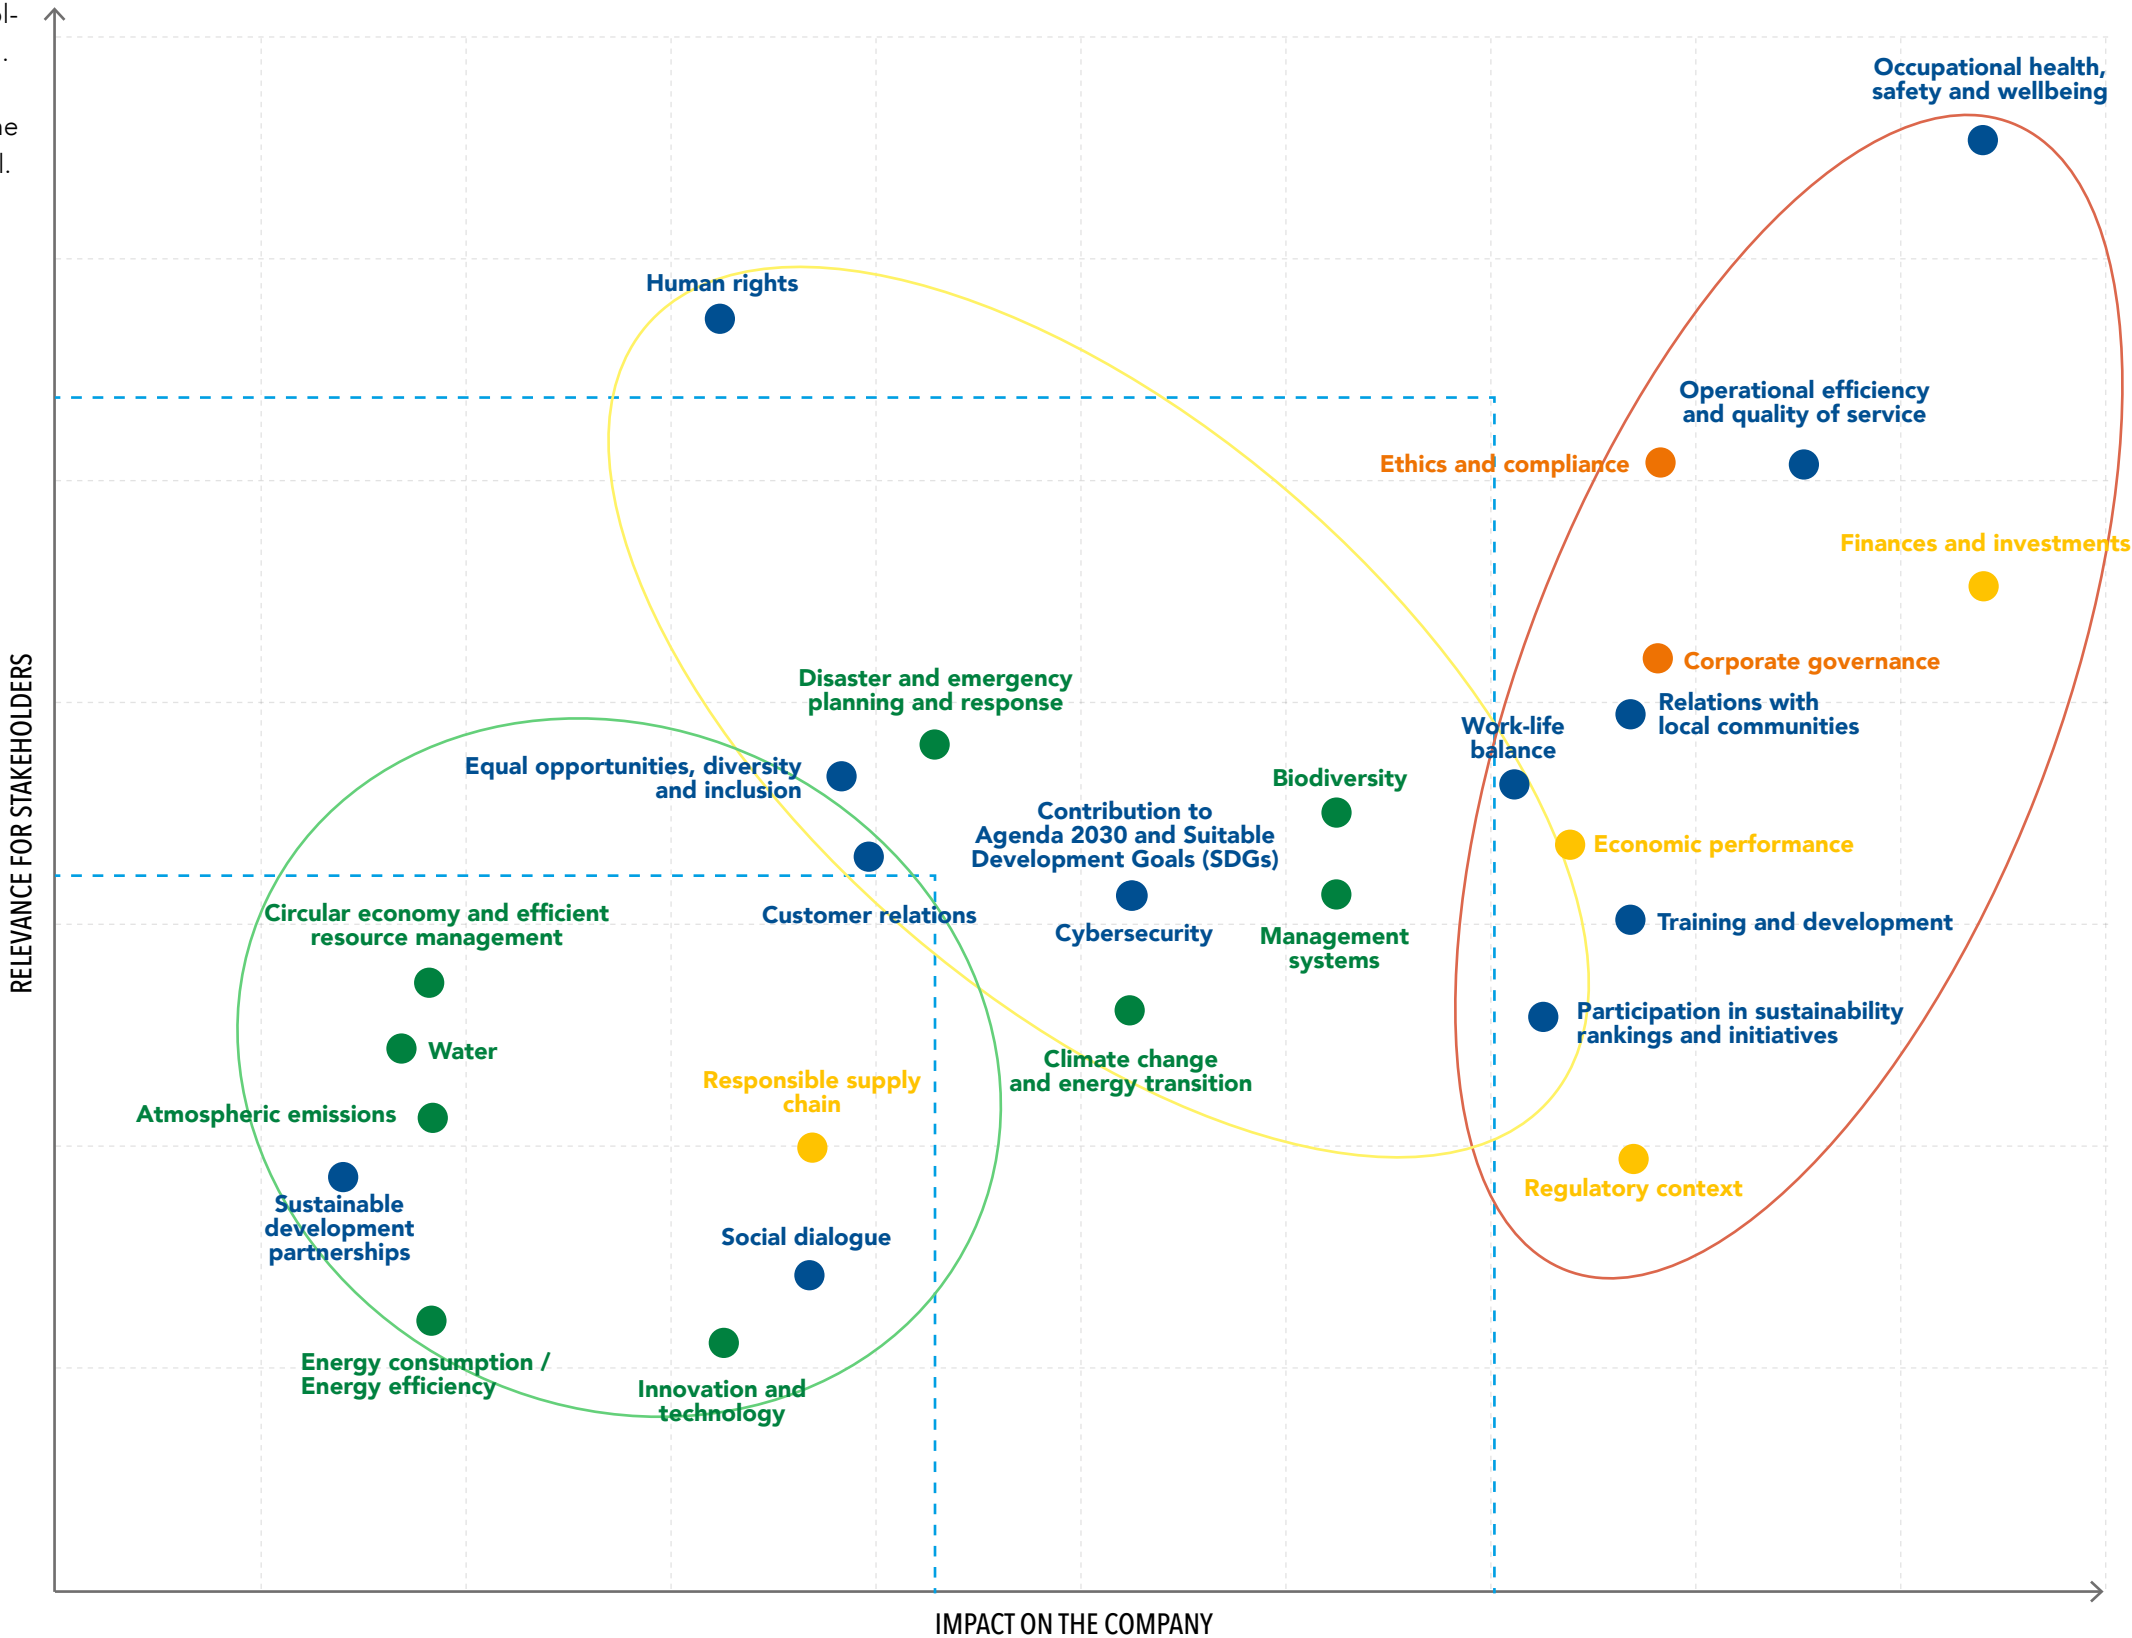 l.
Occupational health,
safety and wellbeing
Human rights
Operational efficiency
and quality of service
Ethics and compliance
Finances and investments
Corporate governance
Relations with
local communities
Disaster and emergency
planning and response
Work-life
balance
Equal opportunities, diversity
and inclusion
Biodiversity
Contribution to
Agenda 2030 and Suitable
Development Goals (SDGs)
Economic performance
Customer relations
Cybersecurity
Management
systems
Training and development
Circular economy and efficient
resource management
Water
Participation in sustainability
rankings and initiatives
Climate change
and energy transition
Responsible supply
chain
Atmospheric emissions
Regulatory context
Sustainable
development
partnerships
Social dialogue
Energy consumption /
Energy efficiency
Innovation and
technology
RELEVANCE FOR STAKEHOLDERS
IMPACT ON THE COMPANY